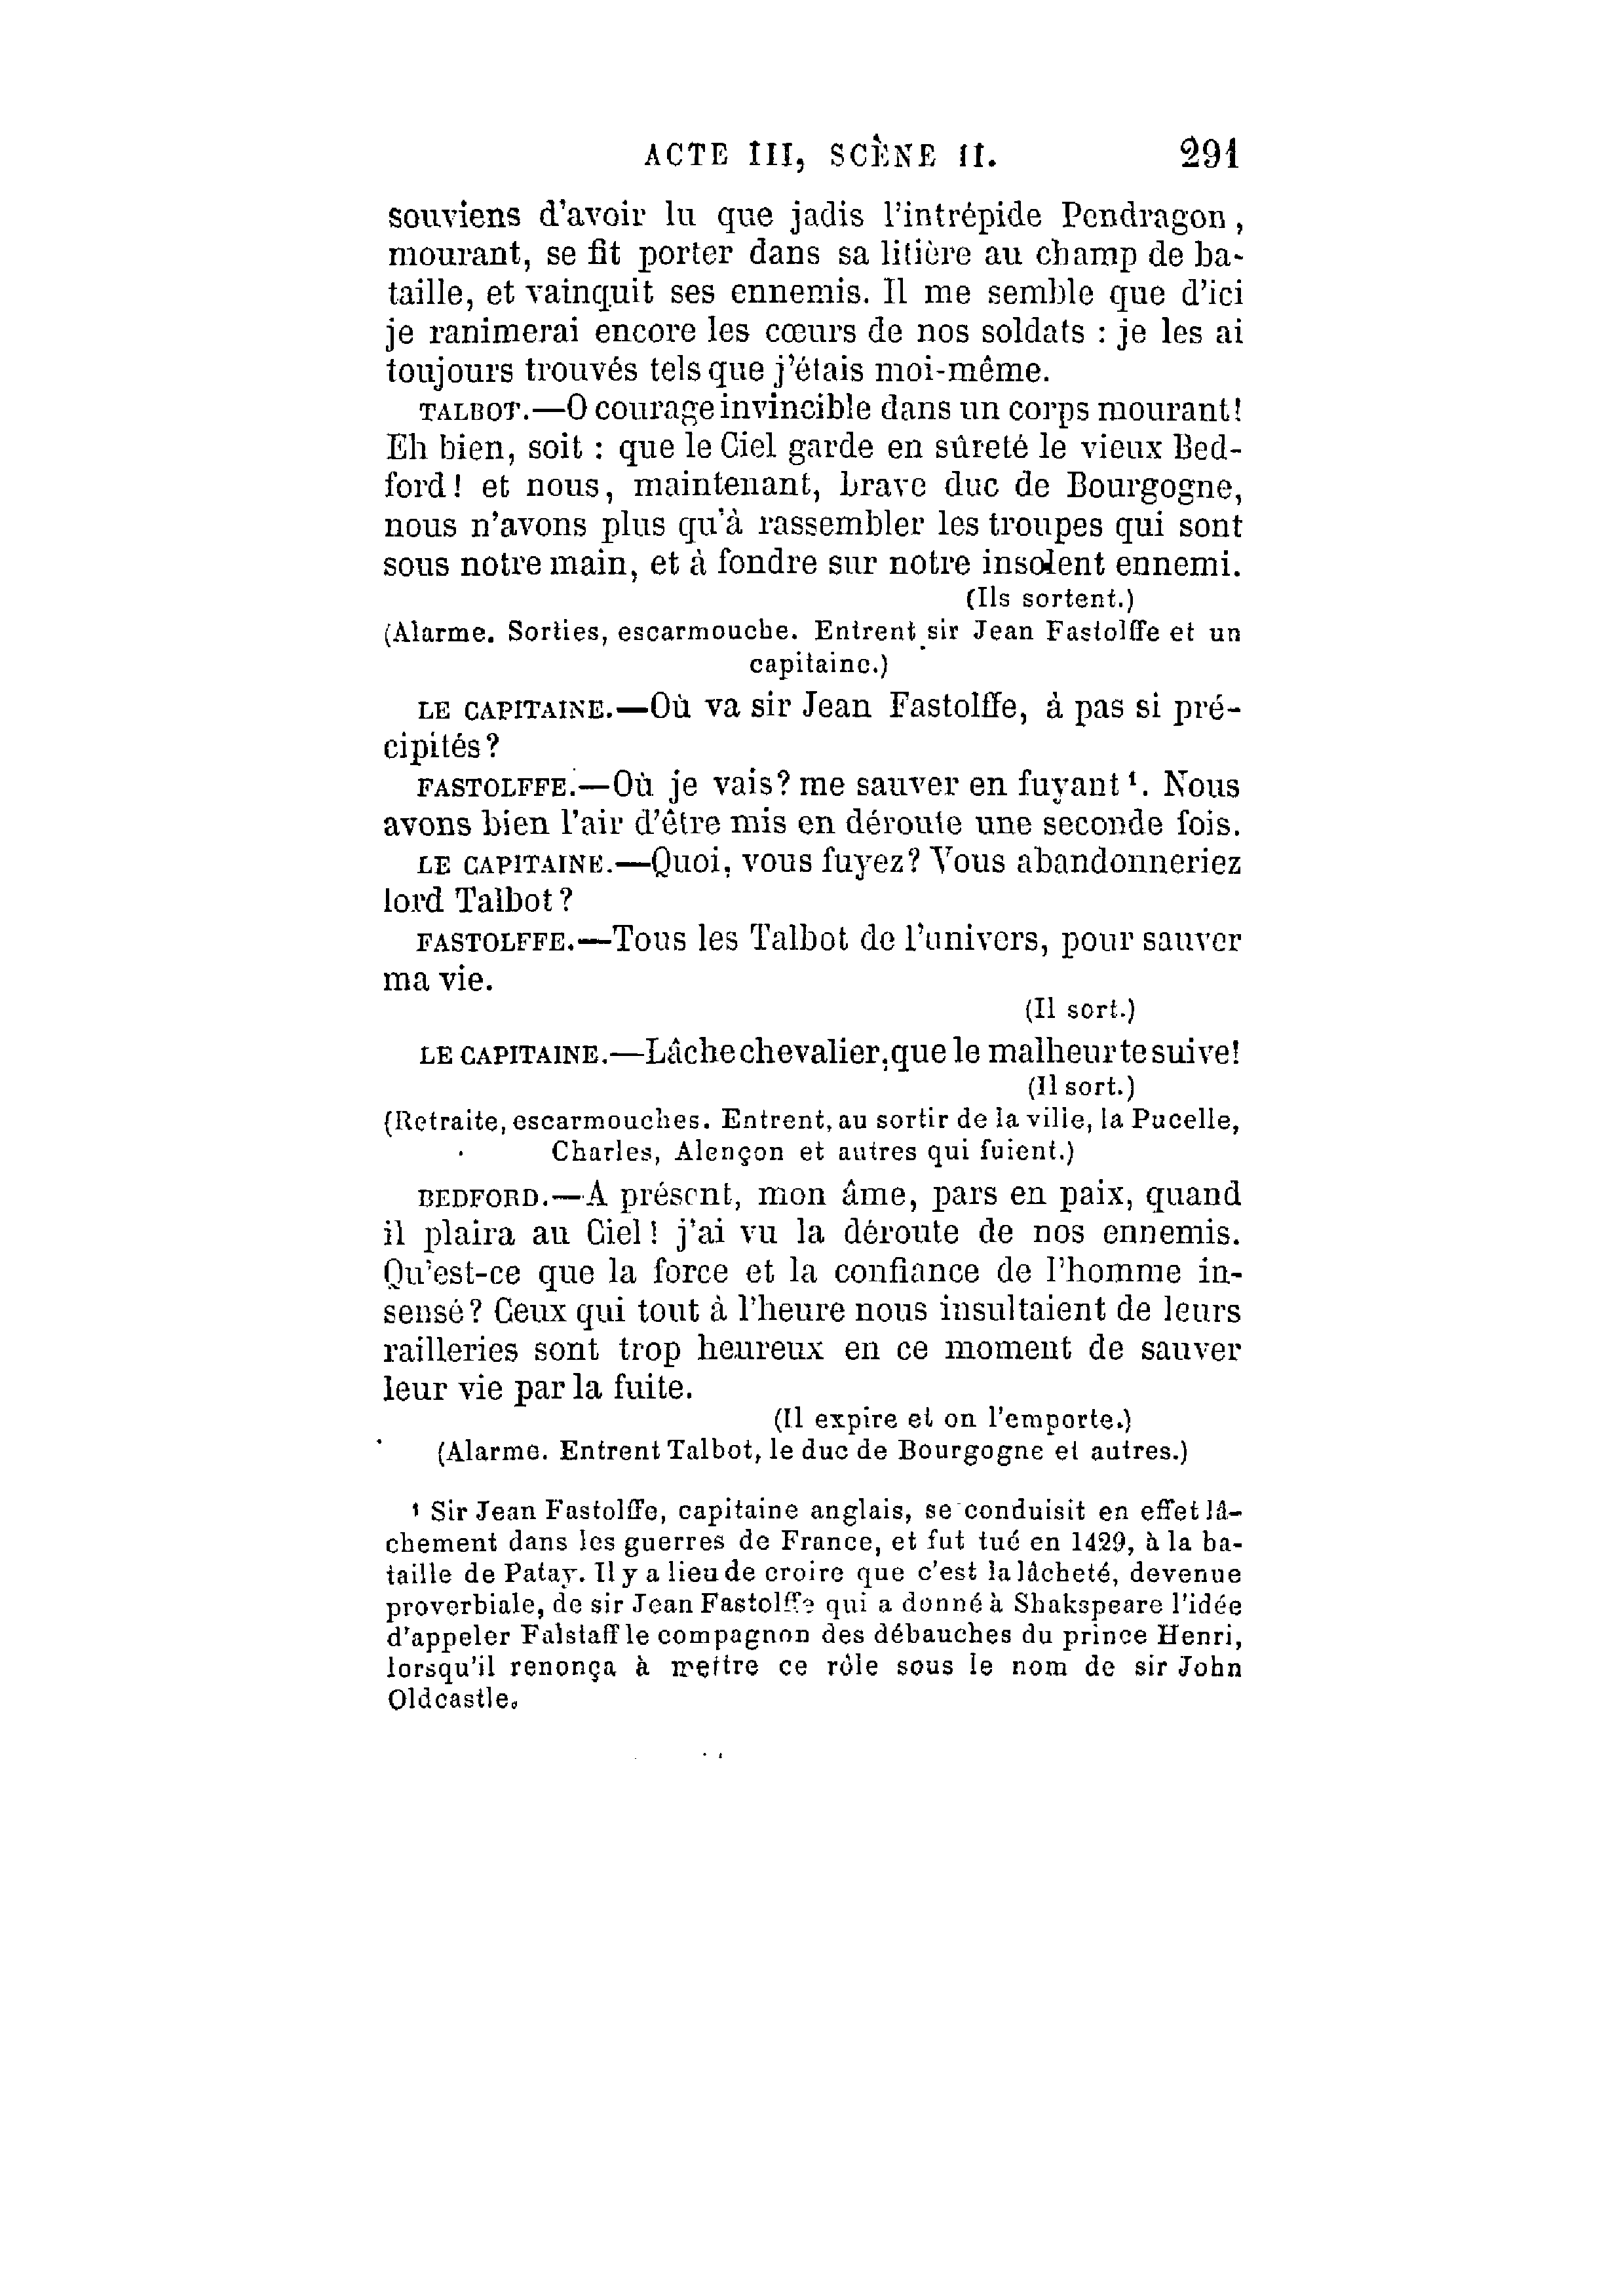 ACTE III, SCÈNE II. 291
souviens d'avoir lu que jadis l'intrépide Pendragon,
mourant, se fit porter dans sa litière au champ de ba-
taille, et vainquit ses ennemis. Il me semble que d'ici
je ranimerai encore les cœurs de nos soldats : je les ai
toujours trouvés tels que j'étais moi-même.
TALBOT.—O courage invincible dans un corps mourant!
Eh bien, soit : que le Ciel garde en sûreté le vieux Bed-
ford! et nous, maintenant, brave duc de Bourgogne,
nous n'avons plus qu'à rassembler les troupes qui sont
sous notre main, et à fondre sur notre insolent ennemi.
(Ils sortent.)
(Alarme. Sorties, escarmouche. Entrent sir Jean Fastolffe et un
capitaine.)
LE CAPITAINE.—Où va sir Jean Fastolffe, à pas si pré-
cipités?
FASTOLFFE.—Où je vais? me sauver en fuyant ¹. Nous
avons bien l'air d'être mis en déroute une seconde fois.
LE CAPITAINE.—Quoi, vous fuyez? Vous abandonneriez
lord Talbot?
FASTOLFFE.—Tous les Talbot de l'univers, pour sauver
ma vie.
(Il sort.)
LE CAPITAINE.—Lâche chevalier, que le malheur te suive!
(Il sort.)
(Retraite, escarmouches. Entrent, au sortir de la ville, la Pucelle,
Charles, Alençon et autres qui fuient.)
BEDFORD.—A présent, mon âme, pars en paix, quand
il plaira au Ciel! j'ai vu la déroute de nos ennemis.
Qu'est-ce que la force et la confiance de l'homme in-
sensé? Ceux qui tout à l'heure nous insultaient de leurs
railleries sont trop heureux en ce moment de sauver
leur vie par la fuite.
(Il expire et on l'emporte.)
(Alarme. Entrent Talbot, le duc de Bourgogne et autres.)
¹ Sir Jean Fastolffe, capitaine anglais, se conduisit en effet lâ-
chement dans les guerres de France, et fut tué en 1429, à la ba-
taille de Patay. Il y a lieu de croire que c'est la lâcheté, devenue
proverbiale, de sir Jean Fastolffe qui a donné à Shakspeare l'idée
d'appeler Falstaff le compagnon des débauches du prince Henri,
lorsqu'il renonça à mettre ce rôle sous le nom de sir John
Oldcastle.